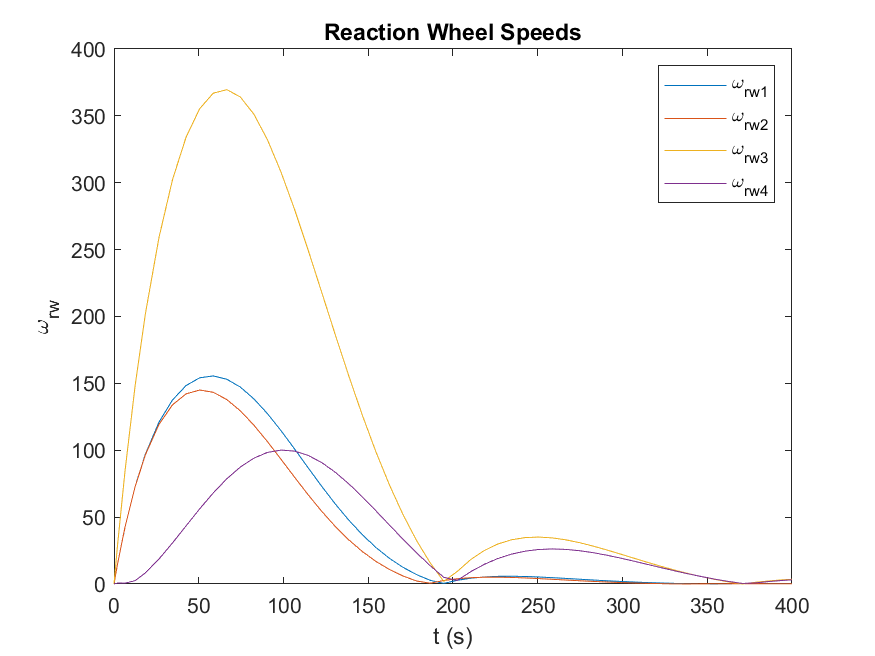 Reaction Wheel Speeds
400
350
300
250
200
150
100
50
0
ω_rw
ω_rw1
ω_rw2
ω_rw3
ω_rw4
0 50 100 150 200 250 300 350 400
t (s)